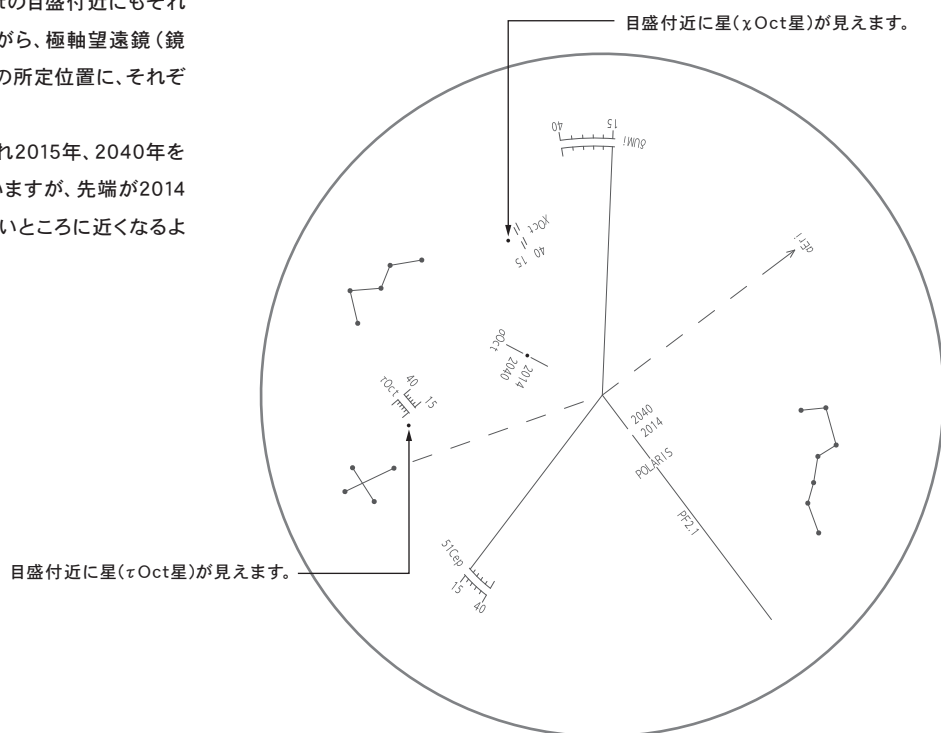 tの目盛付近にもそれ
がら、極軸望遠鏡（鏡
の所定位置に、それぞ
れ2015年、2040年を
いますが、先端が2014
いところに近くなるよ
目盛付近に星(χOct星)が見えます。
40 15
δUMi
χOct
40
15
αEri
σOct
2040
2014
τOct
40
15
2040
2014
POLARIS
PF2.1
51Cep
15
40
目盛付近に星(τOct星)が見えます。